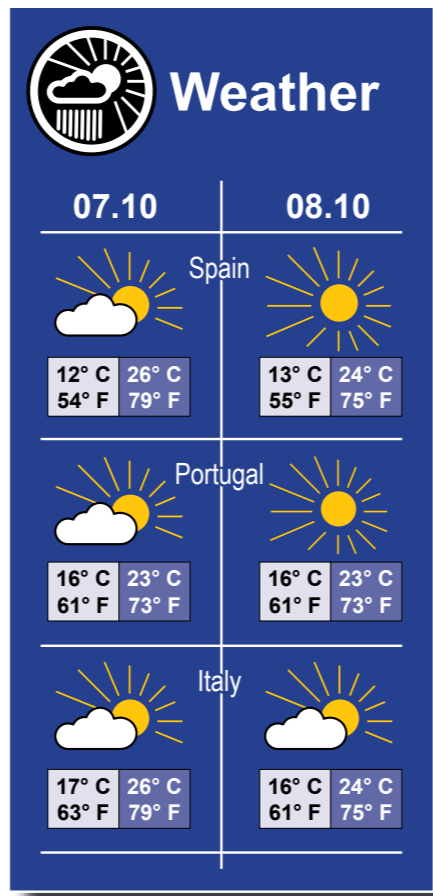 Weather
07.10 08.10
Spain
12° C 26° C 13° C 24° C
54° F 79° F 55° F 75° F
Portugal
16° C 23° C 16° C 23° C
61° F 73° F 61° F 73° F
Italy
17° C 26° C 16° C 24° C
63° F 79° F 61° F 75° F